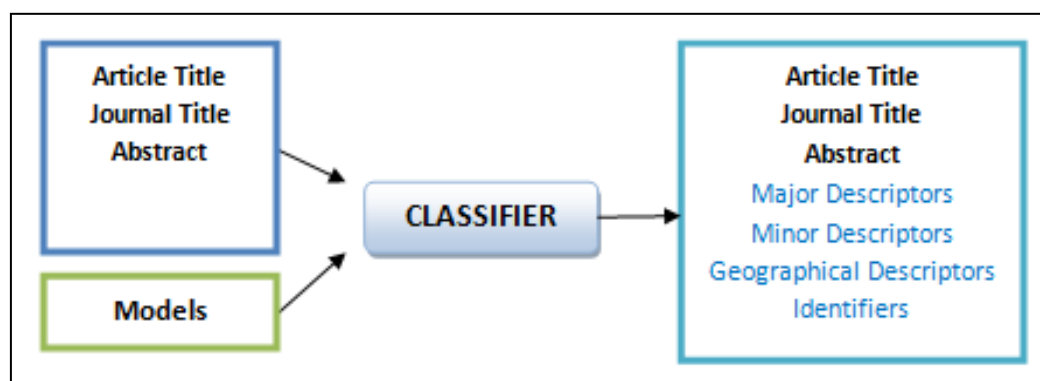 Article Title
Journal Title
Abstract
Models
CLASSIFIER
Article Title
Journal Title
Abstract
Major Descriptors
Minor Descriptors
Geographical Descriptors
Identifiers